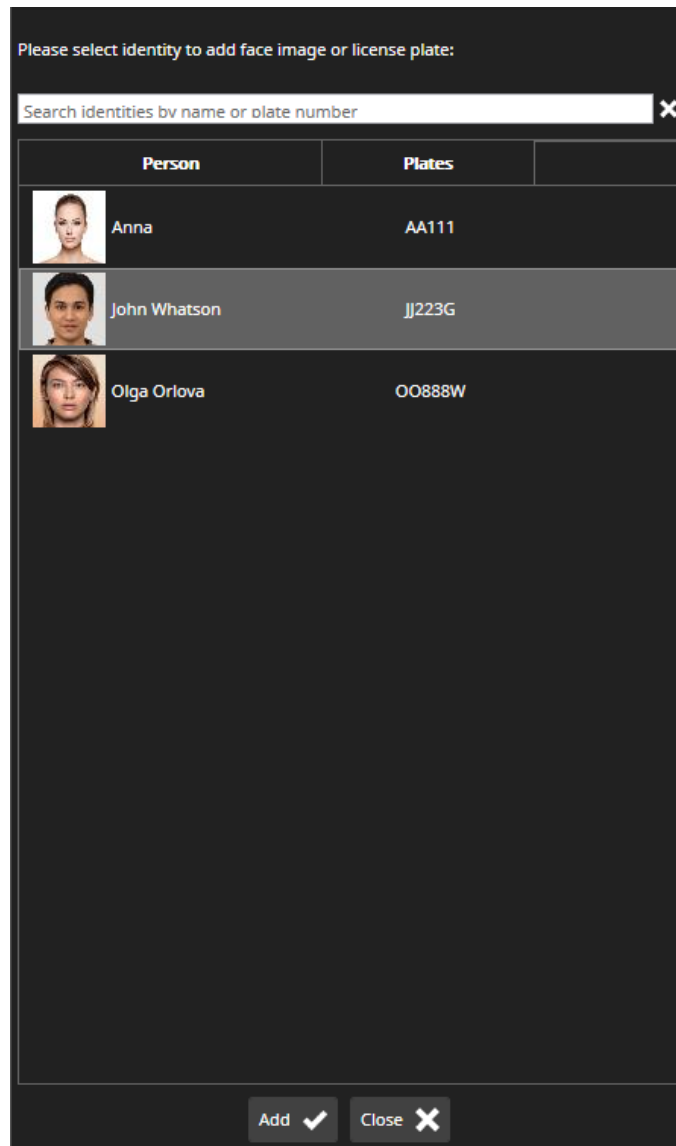 Please select identity to add face image or license plate:
Search identities by name or plate number
Person Plates
Anna AA111
John Whatson JJ223G
Olga Orlova OO888W
Add Close